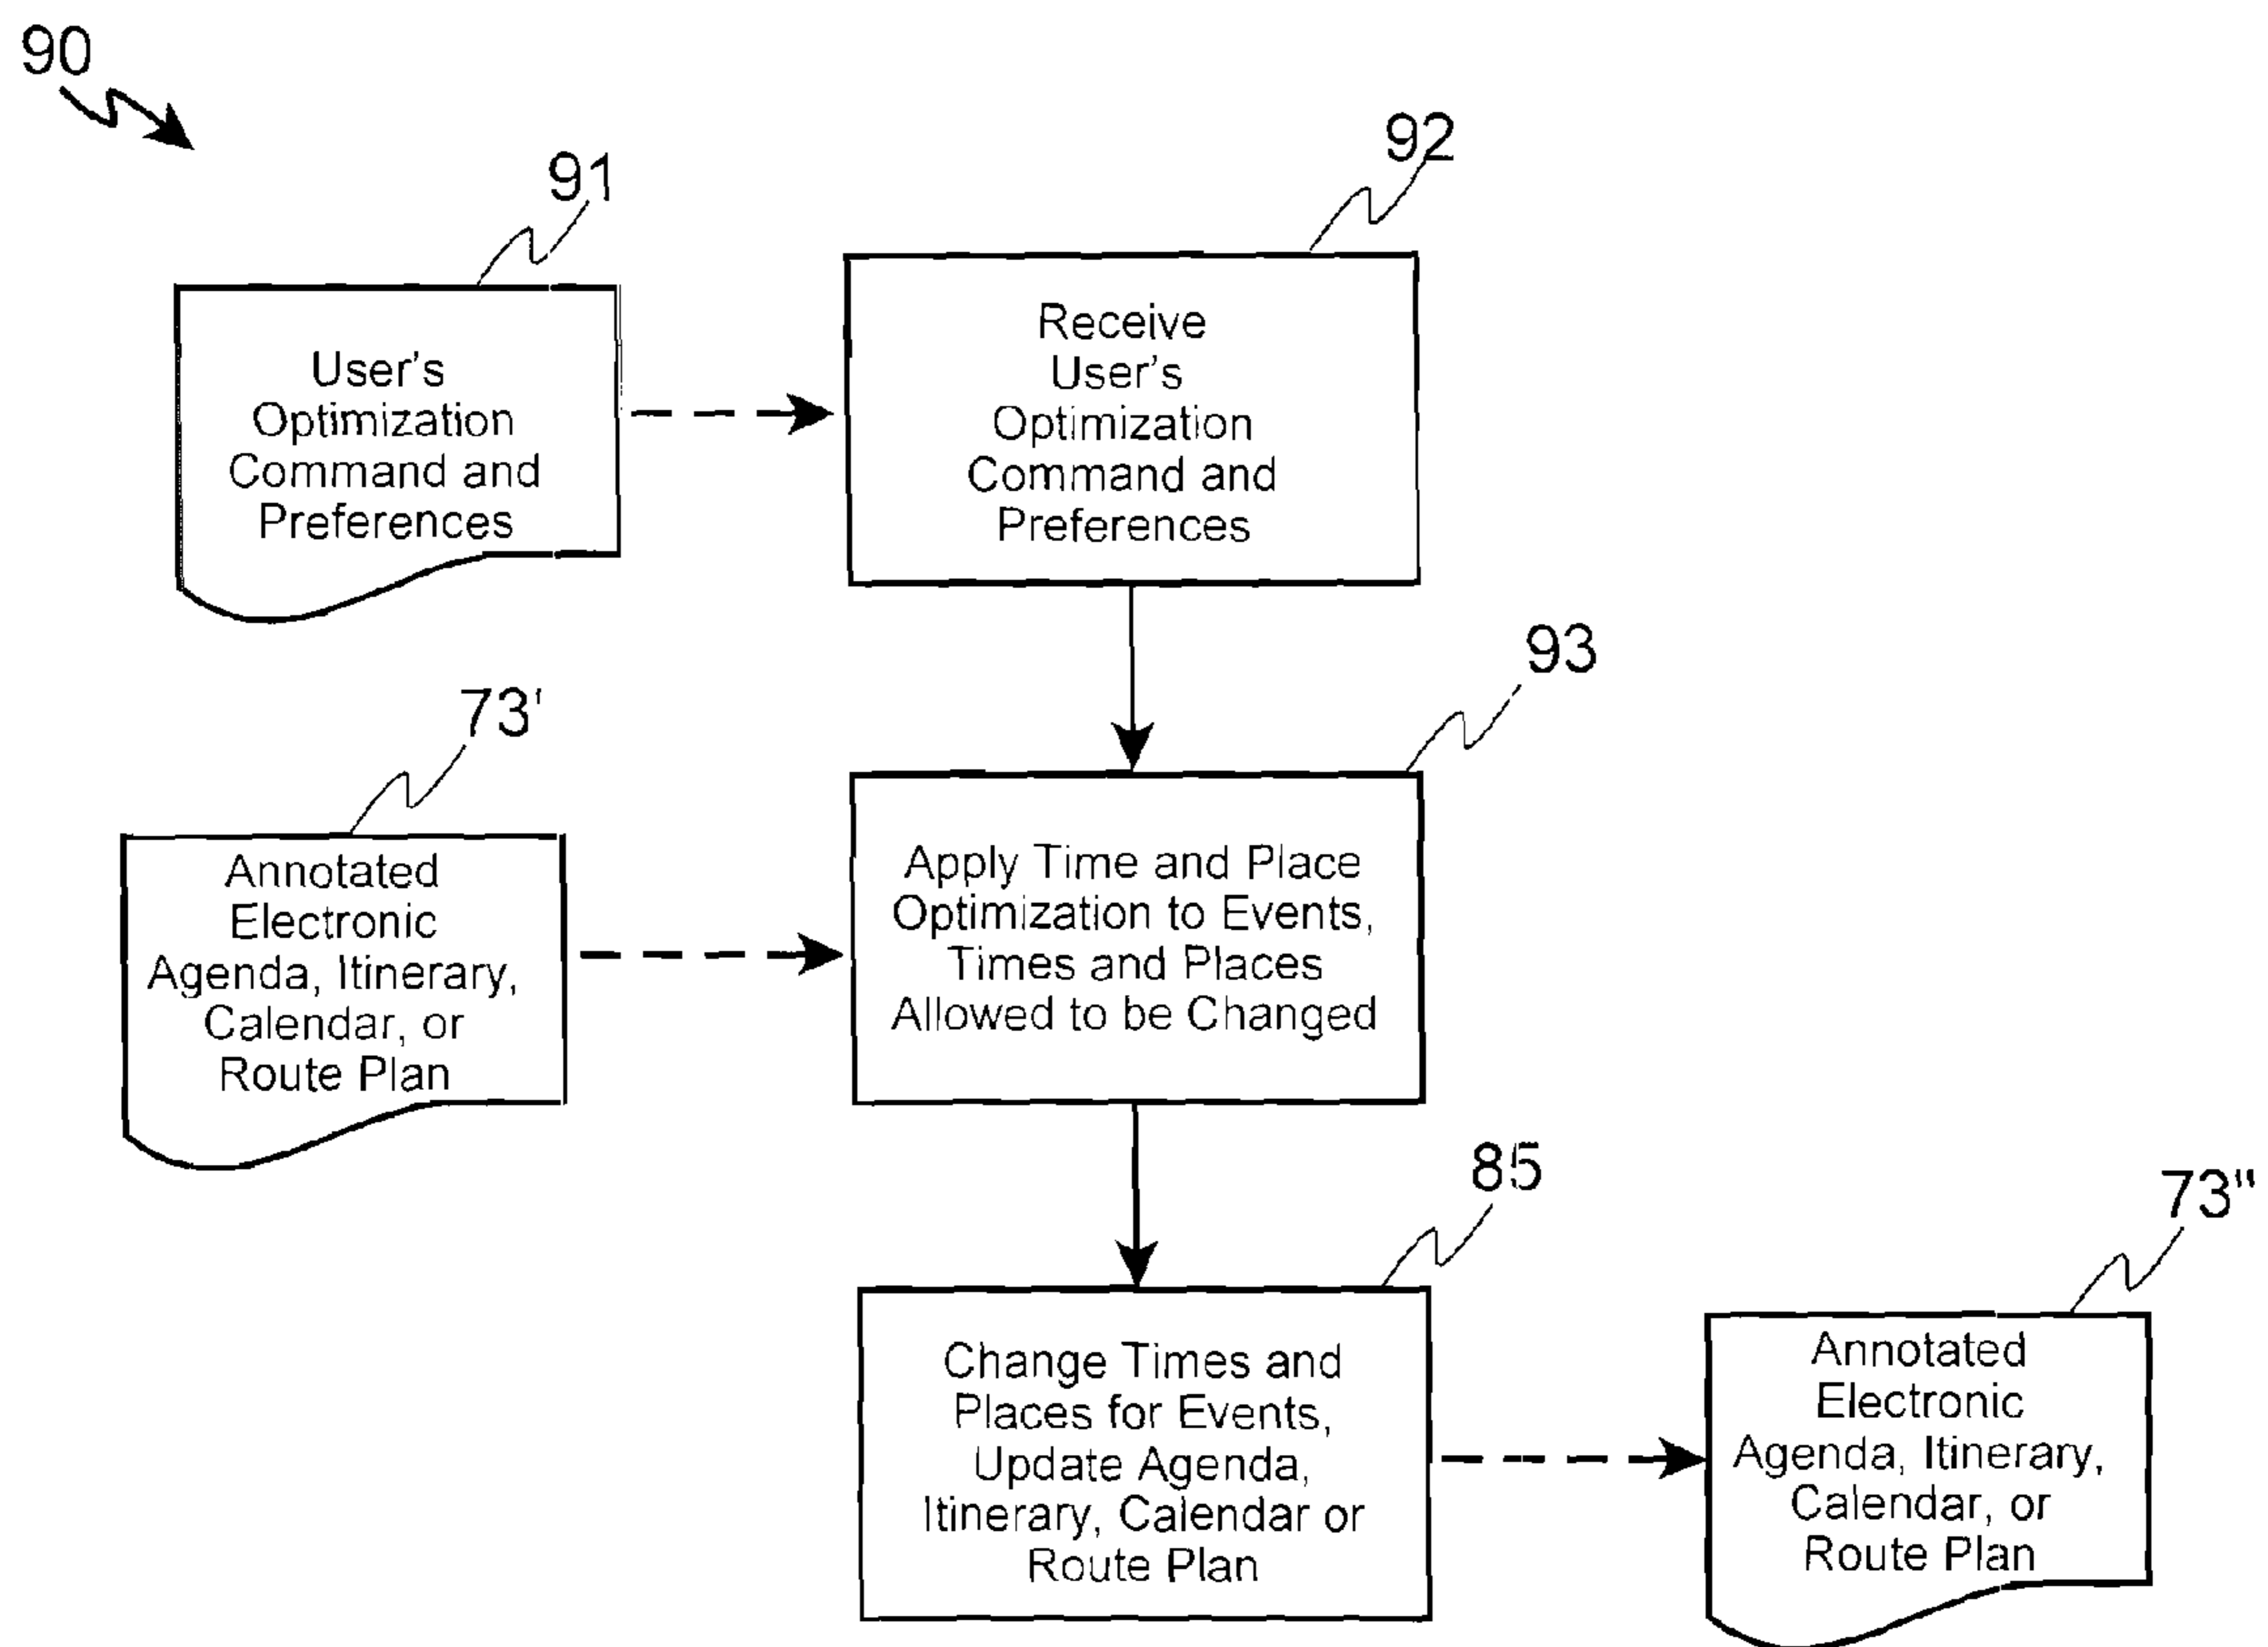 90
91
User's
Optimization
Command and
Preferences
92
Receive
User's
Optimization
Command and
Preferences
73'
Annotated
Electronic
Agenda, Itinerary,
Calendar, or
Route Plan
93
Apply Time and Place
Optimization to Events,
Times and Places
Allowed to be Changed
85
Change Times and
Places for Events,
Update Agenda,
Itinerary, Calendar or
Route Plan
73"
Annotated
Electronic
Agenda, Itinerary,
Calendar, or
Route Plan